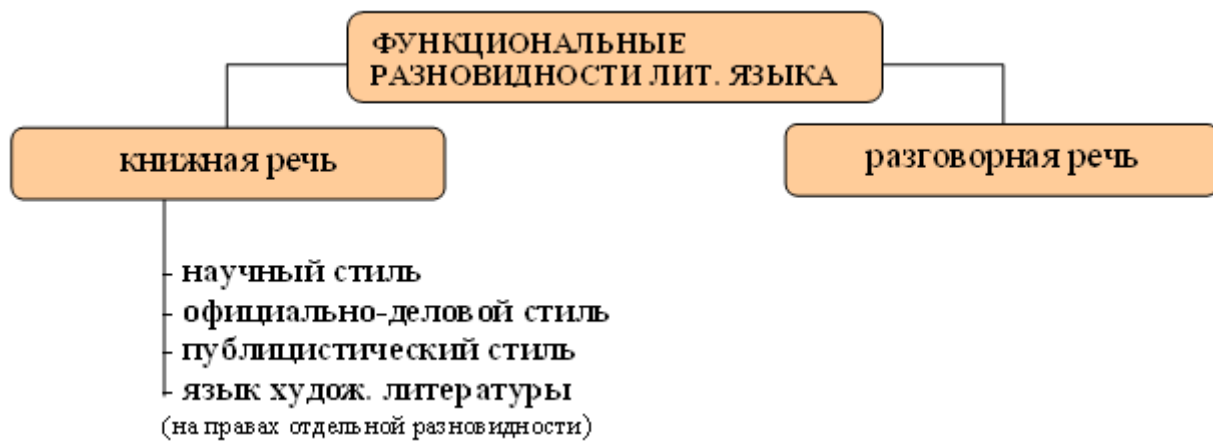 ФУНКЦИОНАЛЬНЫЕ
РАЗНОВИДНОСТИ ЛИТ. ЯЗЫКА
книжная речь
разговорная речь
- научный стиль
- официально-деловой стиль
- публицистический стиль
- язык худож. литературы
(на правах отдельной разновидности)